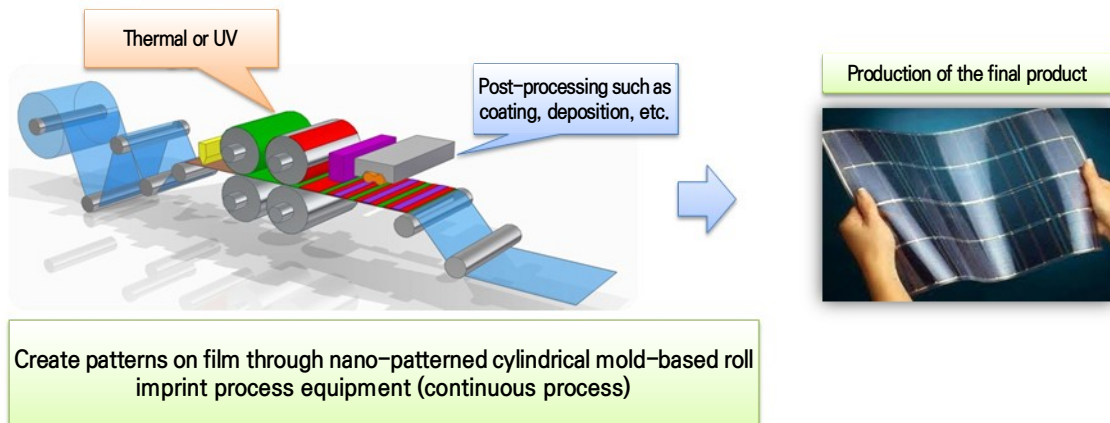 Thermal or UV
Post-processing such as
coating, deposition, etc.
Production of the final product
Create patterns on film through nano-patterned cylindrical mold-based roll
imprint process equipment (continuous process)